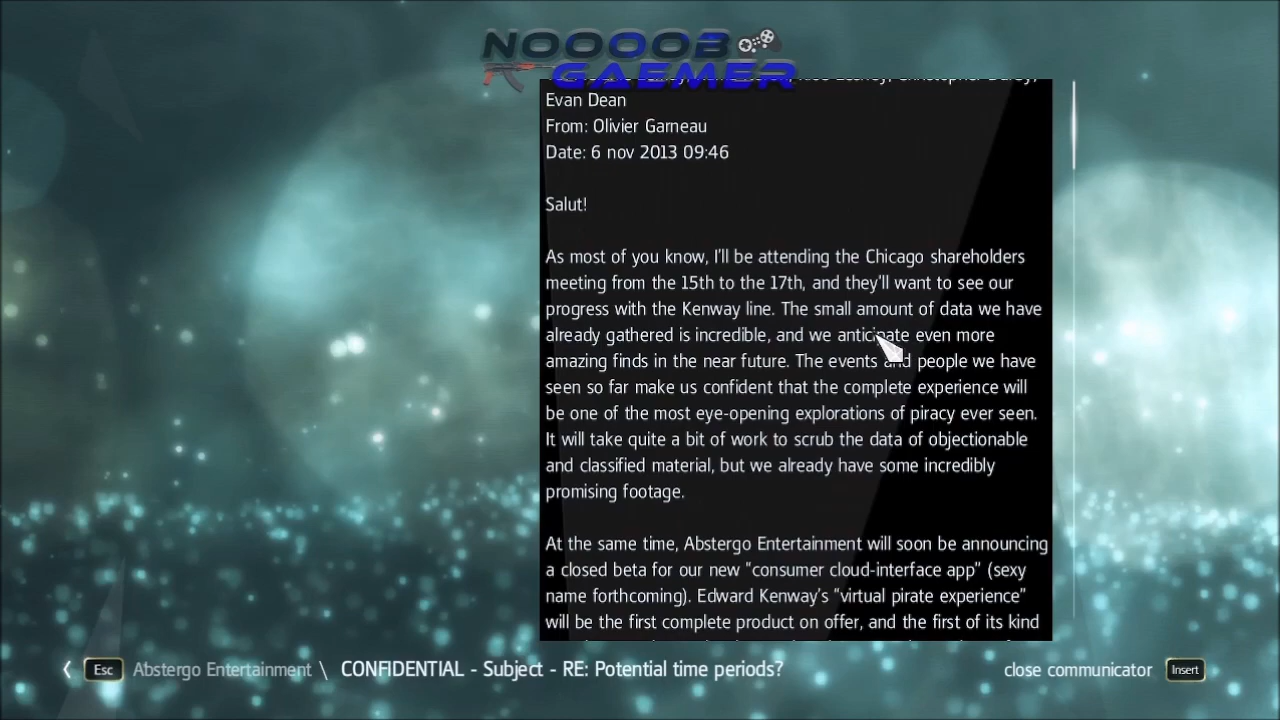 NOOOOB
GAEMER
Evan Dean
From: Olivier Garneau
Date: 6 nov 2013 09:46
Salut!
As most of you know, I'll be attending the Chicago shareholders
meeting from the 15th to the 17th, and they'll want to see our
progress with the Kenway line. The small amount of data we have
already gathered is incredible, and we anticipate even more
amazing finds in the near future. The events and people we have
seen so far make us confident that the complete experience will
be one of the most eye-opening explorations of piracy ever seen.
It will take quite a bit of work to scrub the data of objectionable
and classified material, but we already have some incredibly
promising footage.
At the same time, Abstergo Entertainment will soon be announcing
a closed beta for our new “consumer cloud-interface app” (sexy
name forthcoming). Edward Kenway's “virtual pirate experience”
will be the first complete product on offer, and the first of its kind
Esc Abstergo Entertainment \ CONFIDENTIAL - Subject - RE: Potential time periods?
close communicator Insert